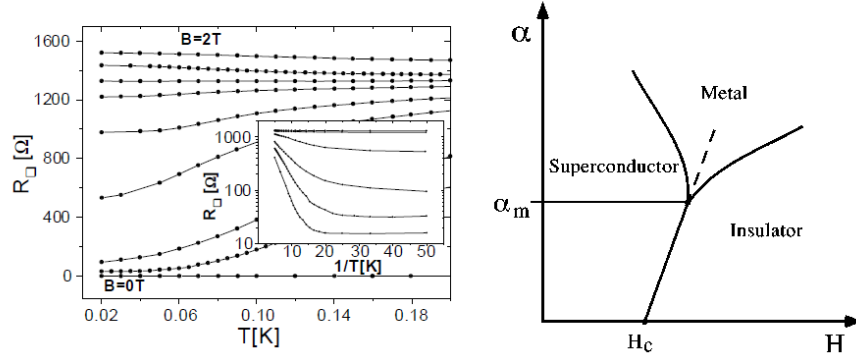 B=2T
1600
1200
800
400
0
R□ [Ω]
B=0T
0.02
0.06
0.10
0.14
0.18
T[K]
1000
100
10
R□ [Ω]
10
20
30
40
50
1/T[K]
α
Metal
Superconductor
αm
Insulator
Hc
H